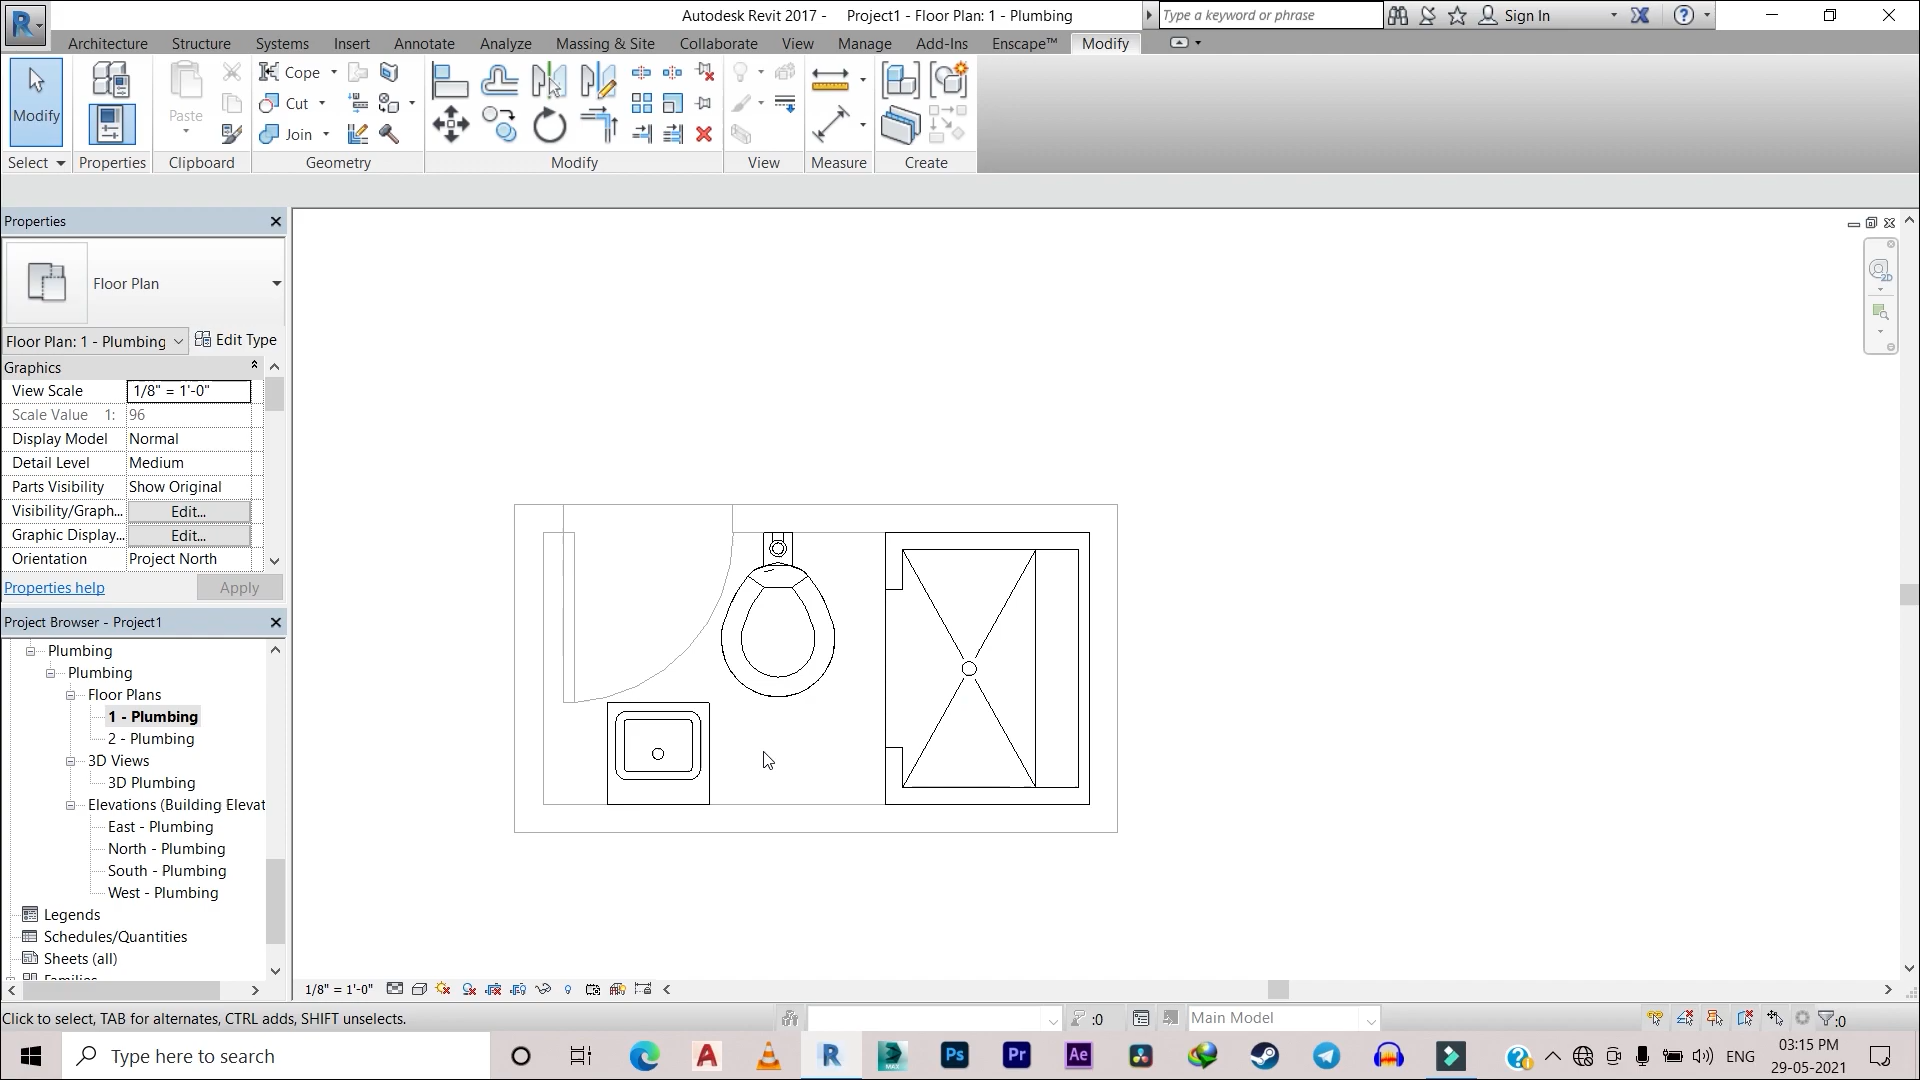 Autodesk Revit 2017 -     Project1 - Floor Plan: 1 - Plumbing
Type a keyword or phrase
Sign In
Architecture Structure Systems Insert Annotate Analyze Massing & Site Collaborate View Manage Add-Ins Enscape™ Modify
Modify
Paste
Cope
Cut
Join
Select Properties Clipboard Geometry Modify View Measure Create
Properties
Floor Plan
Floor Plan: 1 - Plumbing Edit Type
Graphics
View Scale 1/8" = 1'-0"
Scale Value 1: 96
Display Model Normal
Detail Level Medium
Parts Visibility Show Original
Visibility/Graph... Edit...
Graphic Display... Edit...
Orientation Project North
Properties help Apply
Project Browser - Project1
Plumbing
Plumbing
Floor Plans
1 - Plumbing
2 - Plumbing
3D Views
3D Plumbing
Elevations (Building Elevat
East - Plumbing
North - Plumbing
South - Plumbing
West - Plumbing
Legends
Schedules/Quantities
Sheets (all)
2D
1/8" = 1'-0"
Click to select, TAB for alternates, CTRL adds, SHIFT unselects.
:0
Main Model
:0
Type here to search
A
R
MAX
Ps
Pr
Ae
ENG
03:15 PM
29-05-2021